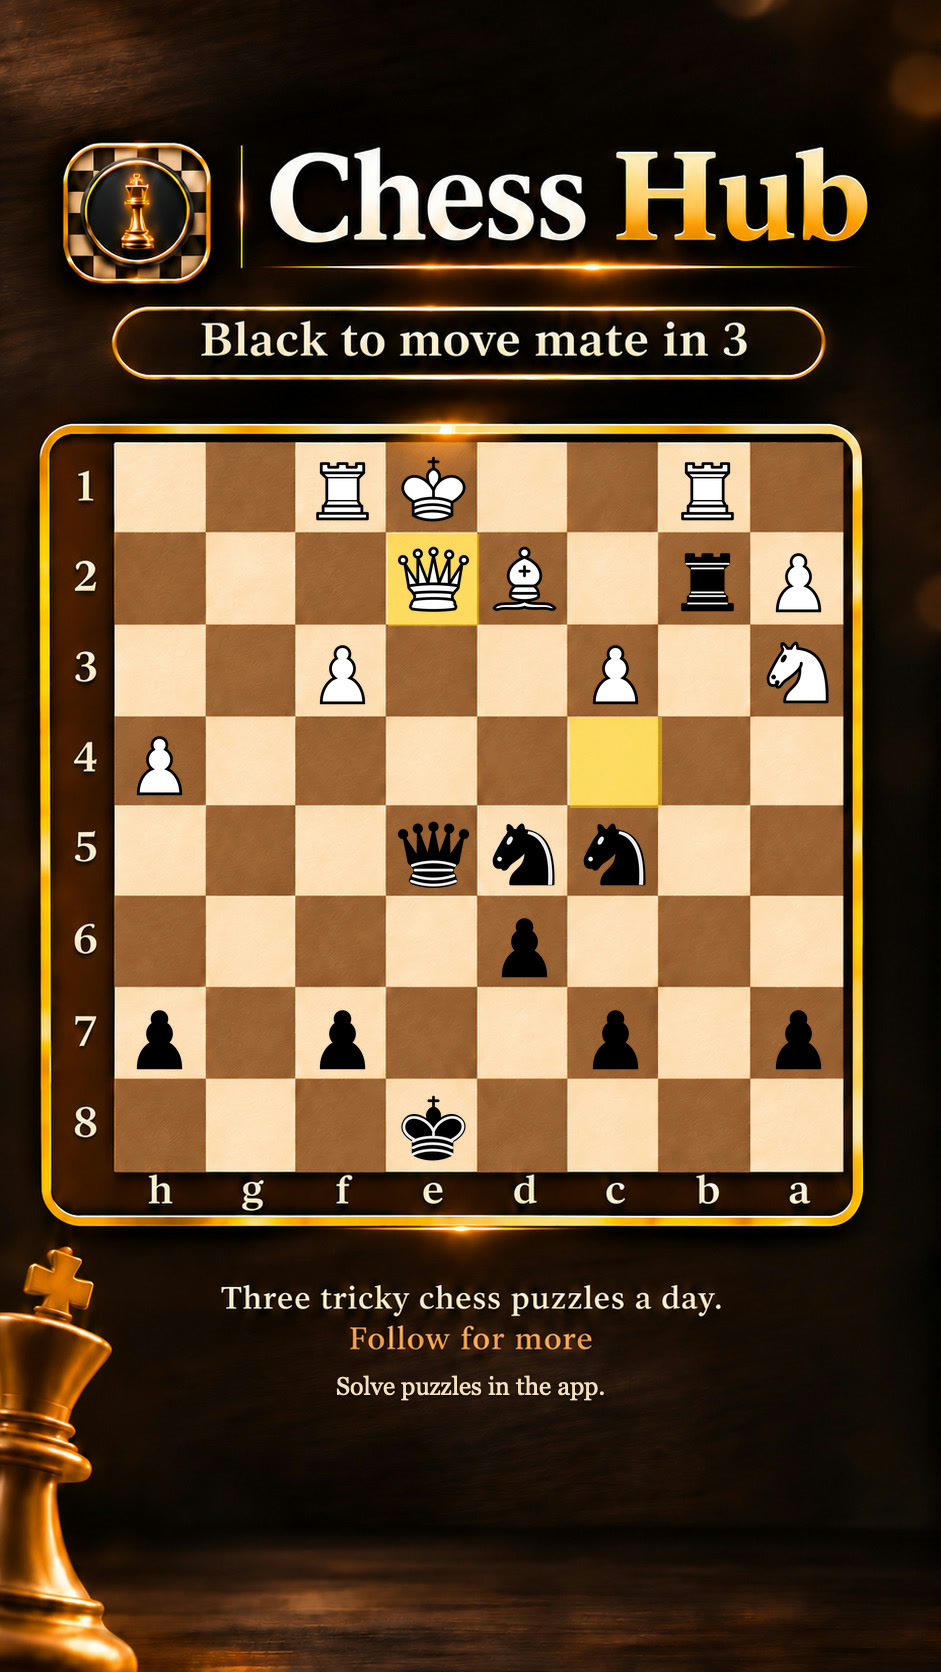 Chess Hub
Black to move mate in 3
1
2
3
4
5
6
7
8
h g f e d c b a
Three tricky chess puzzles a day.
Follow for more
Solve puzzles in the app.